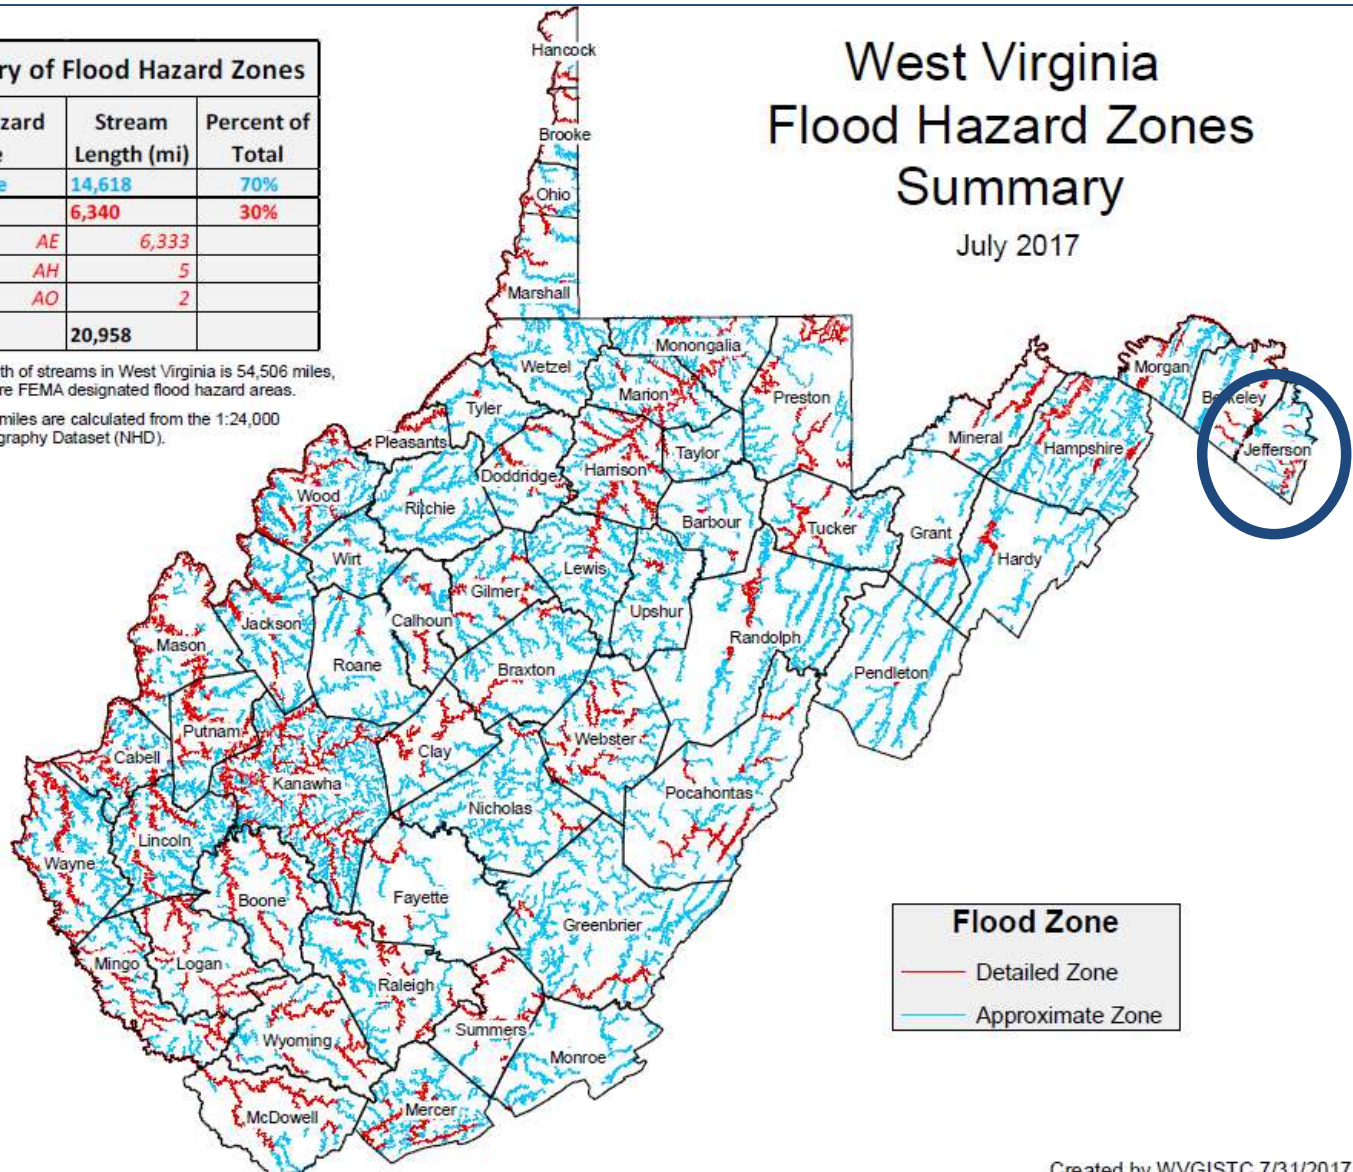 ry of Flood Hazard Zones
zard Stream Percent of
e Length (mi) Total
e 14,618 70%
6,340 30%
AE 6,333
AH 5
AO 2
20,958
th of streams in West Virginia is 54,506 miles,
re FEMA designated flood hazard areas.
miles are calculated from the 1:24,000
graphy Dataset (NHD).
West Virginia
Flood Hazard Zones
Summary
July 2017
Hancock
Brooke
Ohio
Marshall
Wetzel
Monongalia
Marion
Preston
Tyler
Pleasants
Doddridge
Harrison
Taylor
Wood
Ritchie
Barbour
Tucker
Mineral
Hampshire
Morgan
Berkeley
Jefferson
Grant
Hardy
Wirt
Lewis
Gilmer
Upshur
Calhoun
Jackson
Randolph
Mason
Roane
Braxton
Pendleton
Putnam
Cabell
Clay
Webster
Kanawha
Nicholas
Pocahontas
Lincoln
Wayne
Boone
Fayette
Greenbrier
Mingo
Logan
Raleigh
Summers
Wyoming
Monroe
McDowell
Mercer
Flood Zone
Detailed Zone
Approximate Zone
Created by WVGISTC 7/31/2017